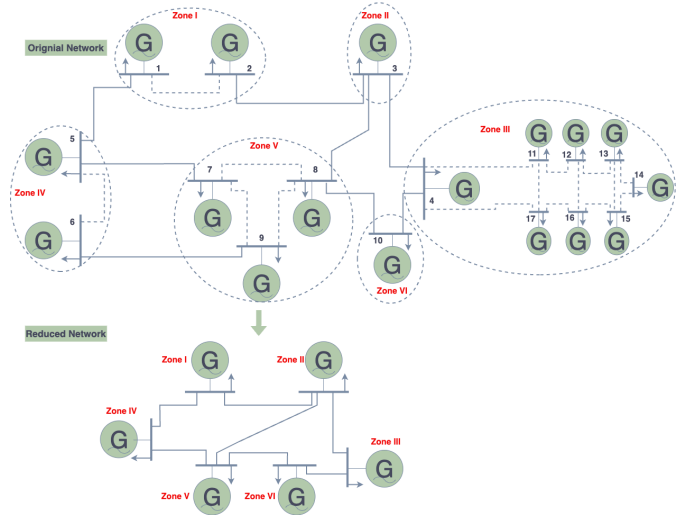 Zone I
Zone II
Orignial Network
G
G
G
1
2
3
Zone III
G
G
G
5
Zone V
11
12
13
14
G
7
8
G
G
Zone IV
4
G
G
6
17
16
15
9
10
G
G
G
G
G
G
Zone VI
Reduced Network
Zone I
G
Zone II
G
Zone IV
G
Zone III
G
Zone V
G
Zone VI
G